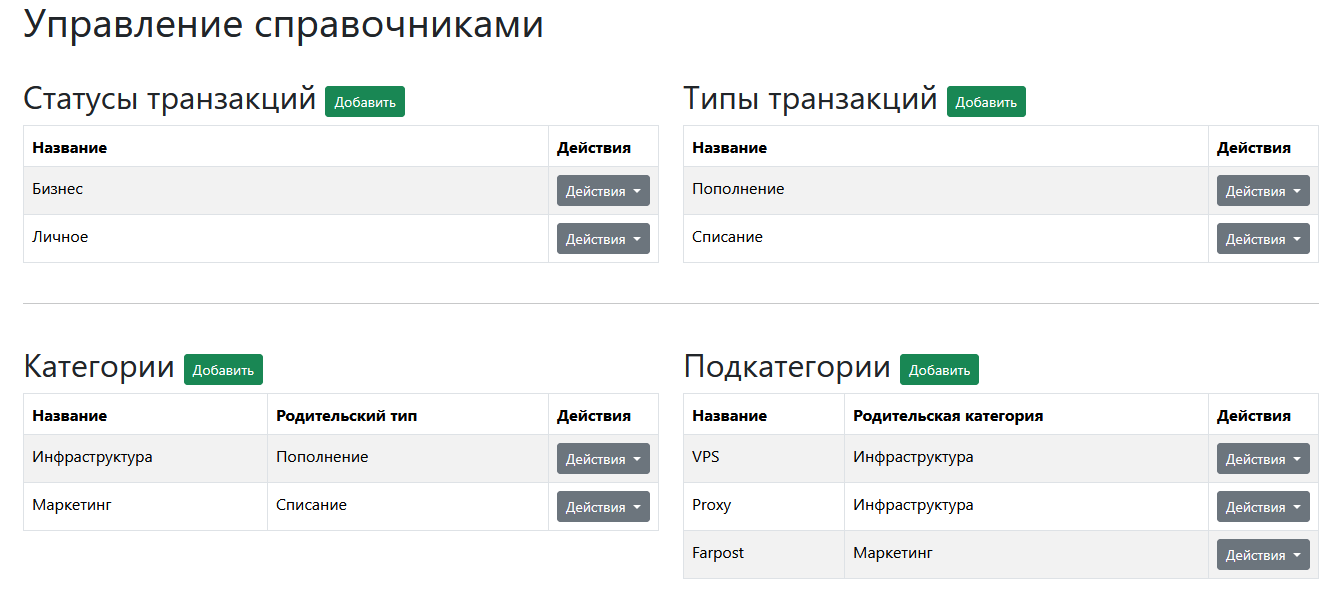 Управление справочниками
Статусы транзакций Добавить
Название Действия
Бизнес Действия
Личное Действия
Типы транзакций Добавить
Название Действия
Пополнение Действия
Списание Действия
Категории Добавить
Название Родительский тип Действия
Инфраструктура Пополнение Действия
Маркетинг Списание Действия
Подкатегории Добавить
Название Родительская категория Действия
VPS Инфраструктура Действия
Proxy Инфраструктура Действия
Farpost Маркетинг Действия